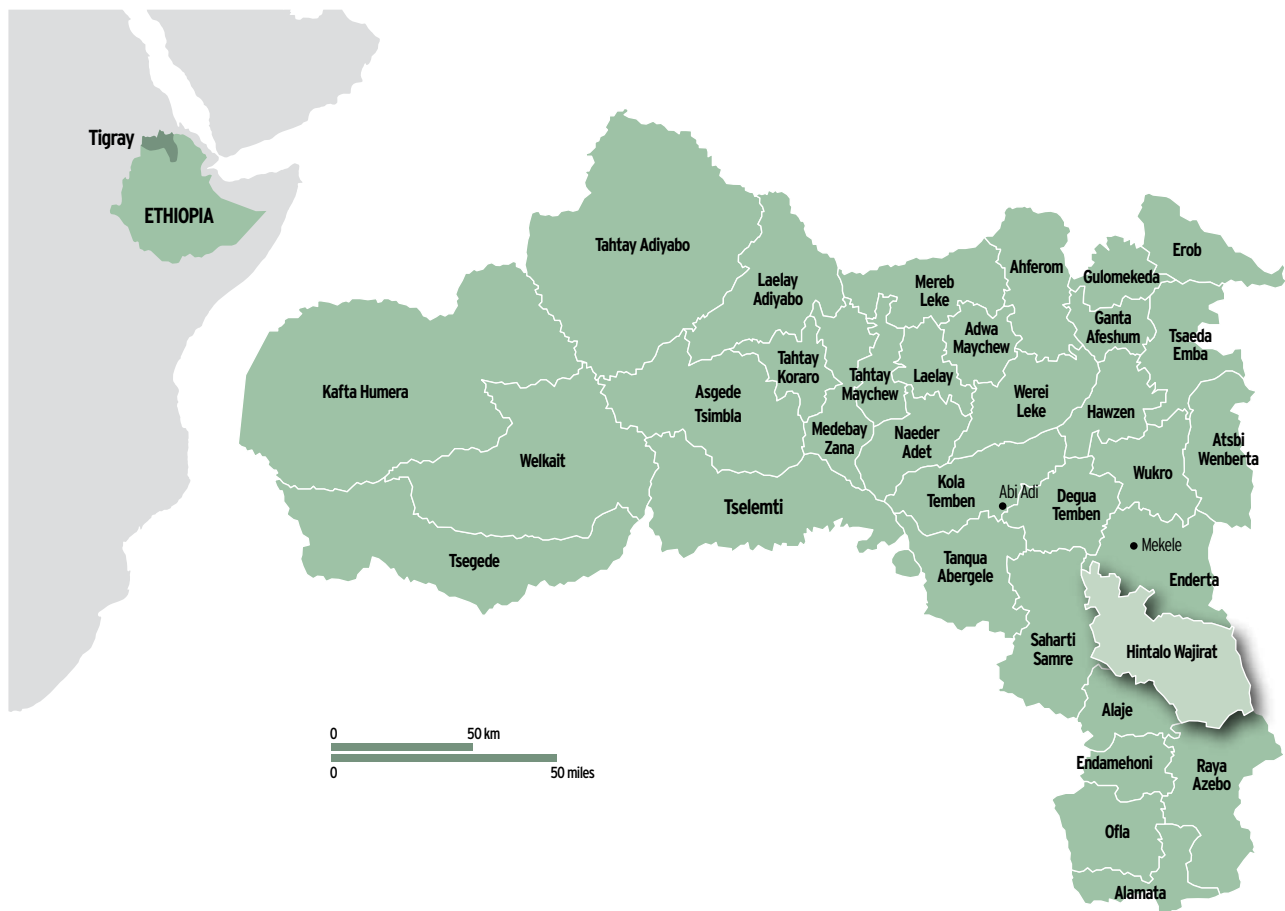 Tigray
ETHIOPIA
Tahtay Adiyabo
Laelay
Adiyabo
Mereb
Leke
Ahferom
Gulomekeda
Erob
Ganta
Afeshum
Tsaeda
Emba
Adwa
Maychew
Laelay
Tahtay
Koraro
Tahtay
Maychew
Kafta Humera
Asgede
Tsimbla
Werei
Leke
Hawzen
Medebay
Zana
Naeder
Adet
Atsbi
Wenberta
Welkait
Wukro
Kola
Temben
Abi Adi
Degua
Temben
Tselemti
Mekele
Tsegede
Tanqua
Abergele
Enderta
Saharti
Samre
Hintalo Wajirat
Alaje
0 50 km
0 50 miles
Endamehoni
Raya
Azebo
Ofla
Alamata